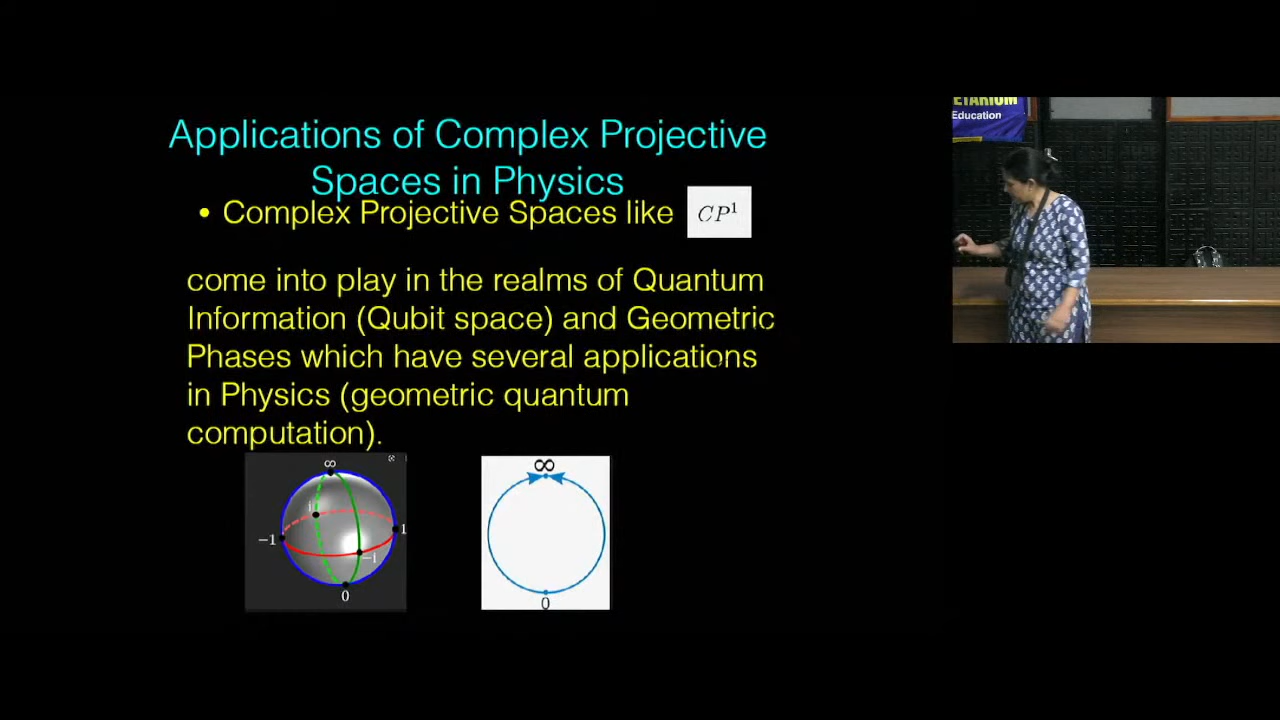 Applications of Complex Projective
Spaces in Physics
• Complex Projective Spaces like CP¹
come into play in the realms of Quantum
Information (Qubit space) and Geometric
Phases which have several applications
in Physics (geometric quantum
computation).
∞
i
-1
1
-i
0
∞
0
Education